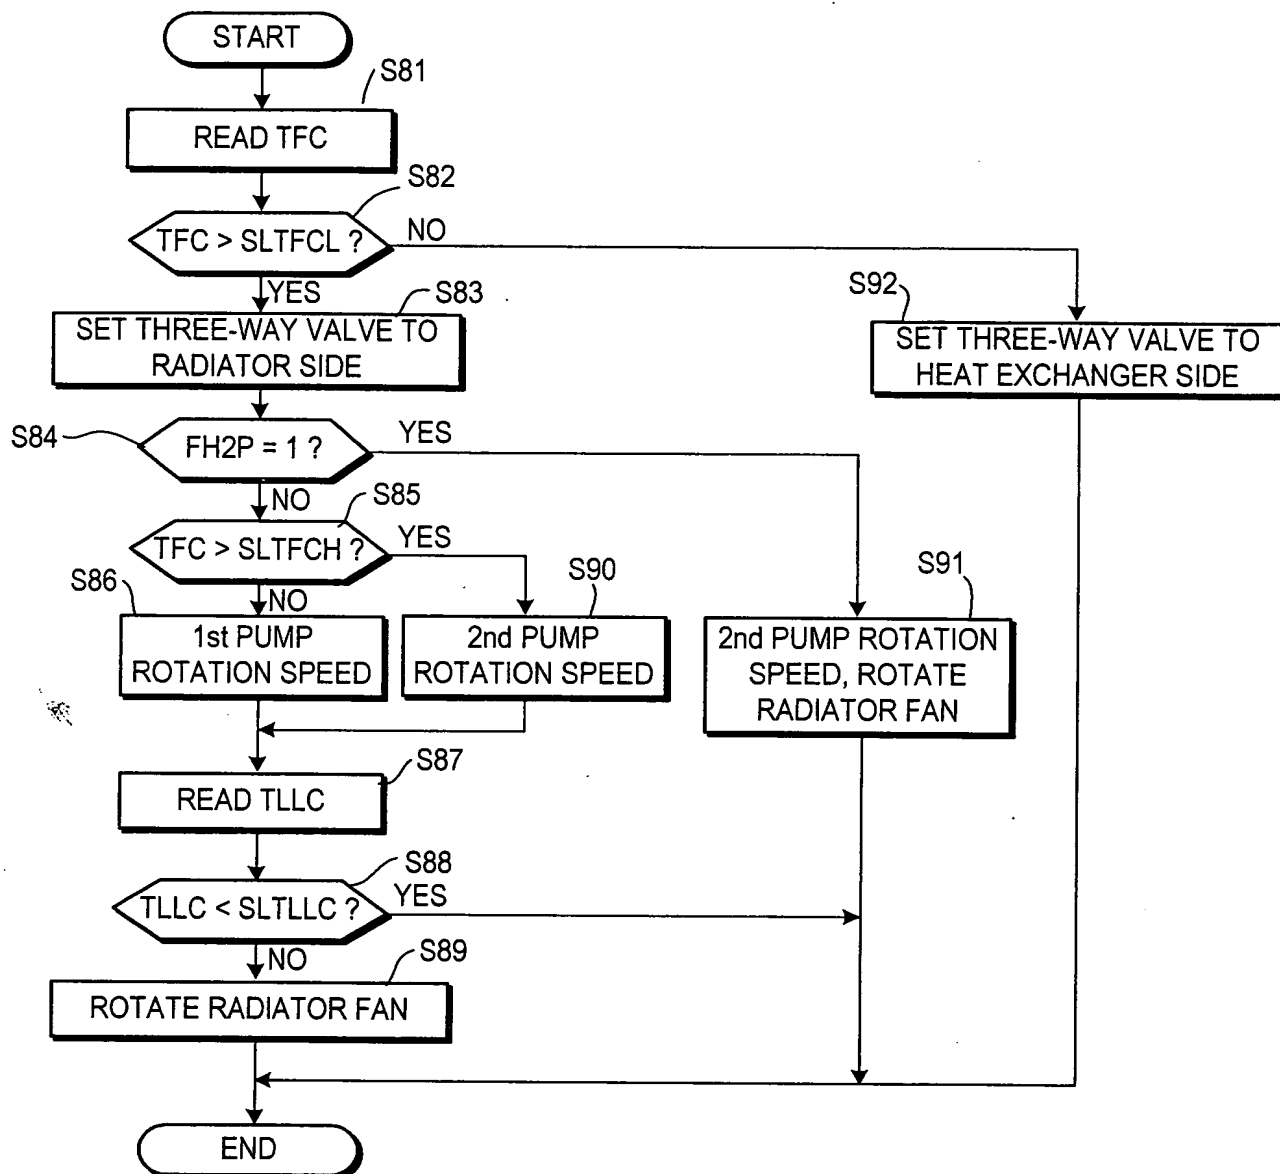 START
S81
READ TFC
S82
TFC > SLTFCL ?
NO
YES
S83
SET THREE-WAY VALVE TO
RADIATOR SIDE
S92
SET THREE-WAY VALVE TO
HEAT EXCHANGER SIDE
S84
FH2P = 1 ?
YES
NO
S85
TFC > SLTFCH ?
YES
NO
S86
1st PUMP
ROTATION SPEED
S90
2nd PUMP
ROTATION SPEED
S91
2nd PUMP ROTATION
SPEED, ROTATE
RADIATOR FAN
S87
READ TLLC
S88
TLLC < SLTLLC ?
YES
NO
S89
ROTATE RADIATOR FAN
END